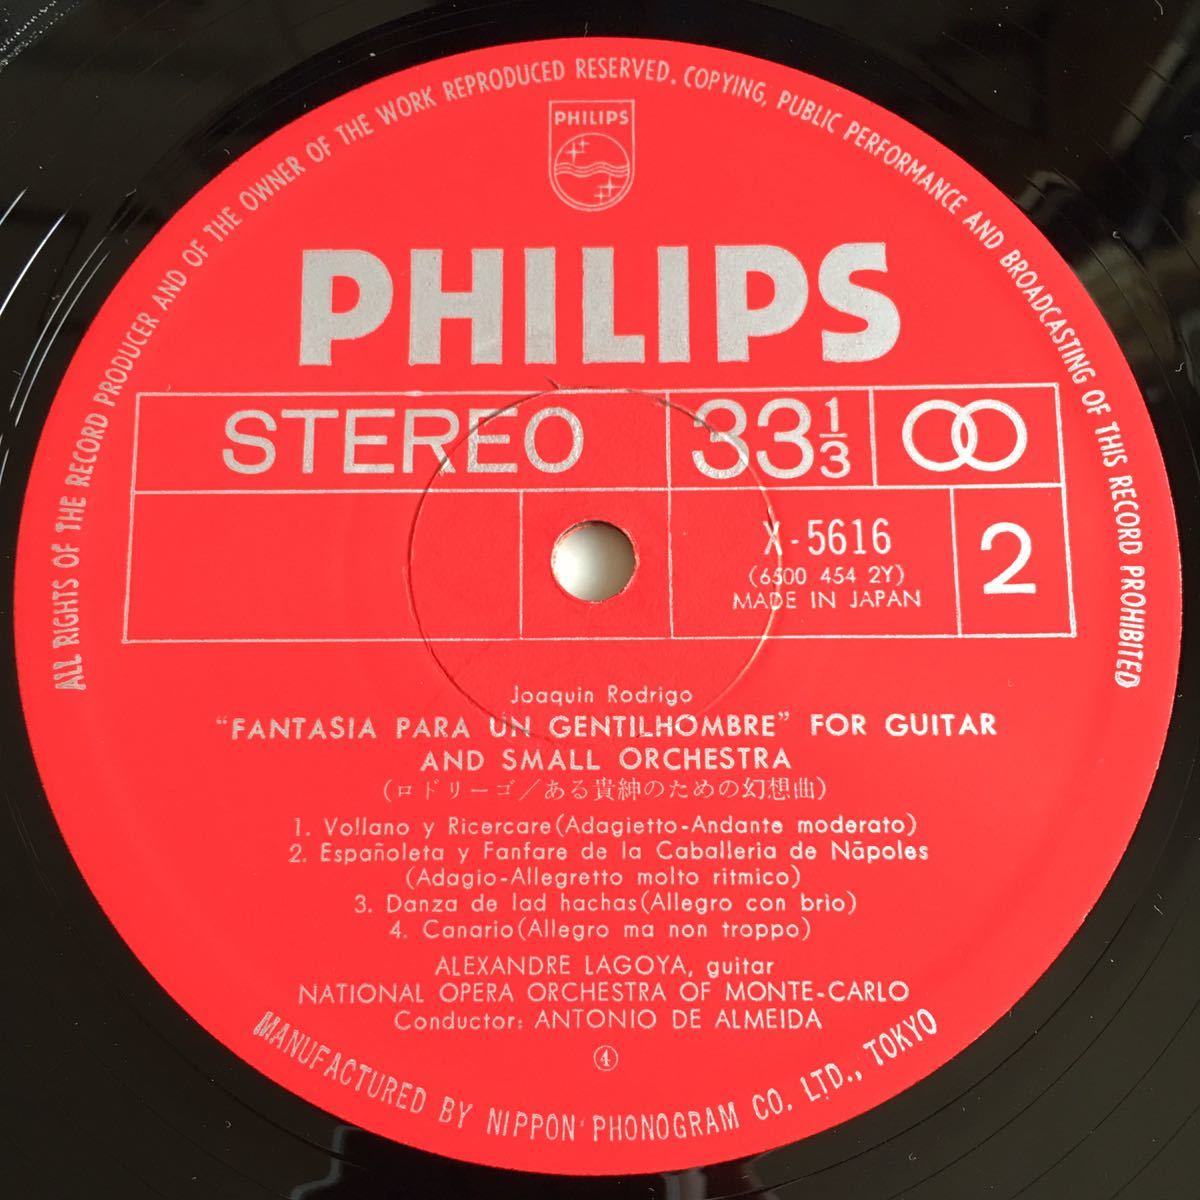 ALL RIGHTS OF THE RECORD PRODUCER AND OF THE OWNER OF THE WORK REPRODUCED RESERVED. COPYING, PUBLIC PERFORMANCE AND BROADCASTING OF THIS RECORD PROHIBITED
PHILIPS
PHILIPS
STEREO 33 1/3
X-5616
(6500 454 2Y)
MADE IN JAPAN
2
Joaquin Rodrigo
"FANTASIA PARA UN GENTILHOMBRE" FOR GUITAR
AND SMALL ORCHESTRA
(ロドリーゴ/ある貴紳のための幻想曲)
1. Vollano y Ricercare(Adagietto-Andante moderato)
2. Españoleta y Fanfare de la Caballeria de Nāpoles
(Adagio-Allegretto molto ritmico)
3. Danza de lad hachas(Allegro con brio)
4. Canario(Allegro ma non troppo)
ALEXANDRE LAGOYA, guitar
NATIONAL OPERA ORCHESTRA OF MONTE-CARLO
Conductor: ANTONIO DE ALMEIDA
④
MANUFACTURED BY NIPPON PHONOGRAM CO. LTD., TOKYO